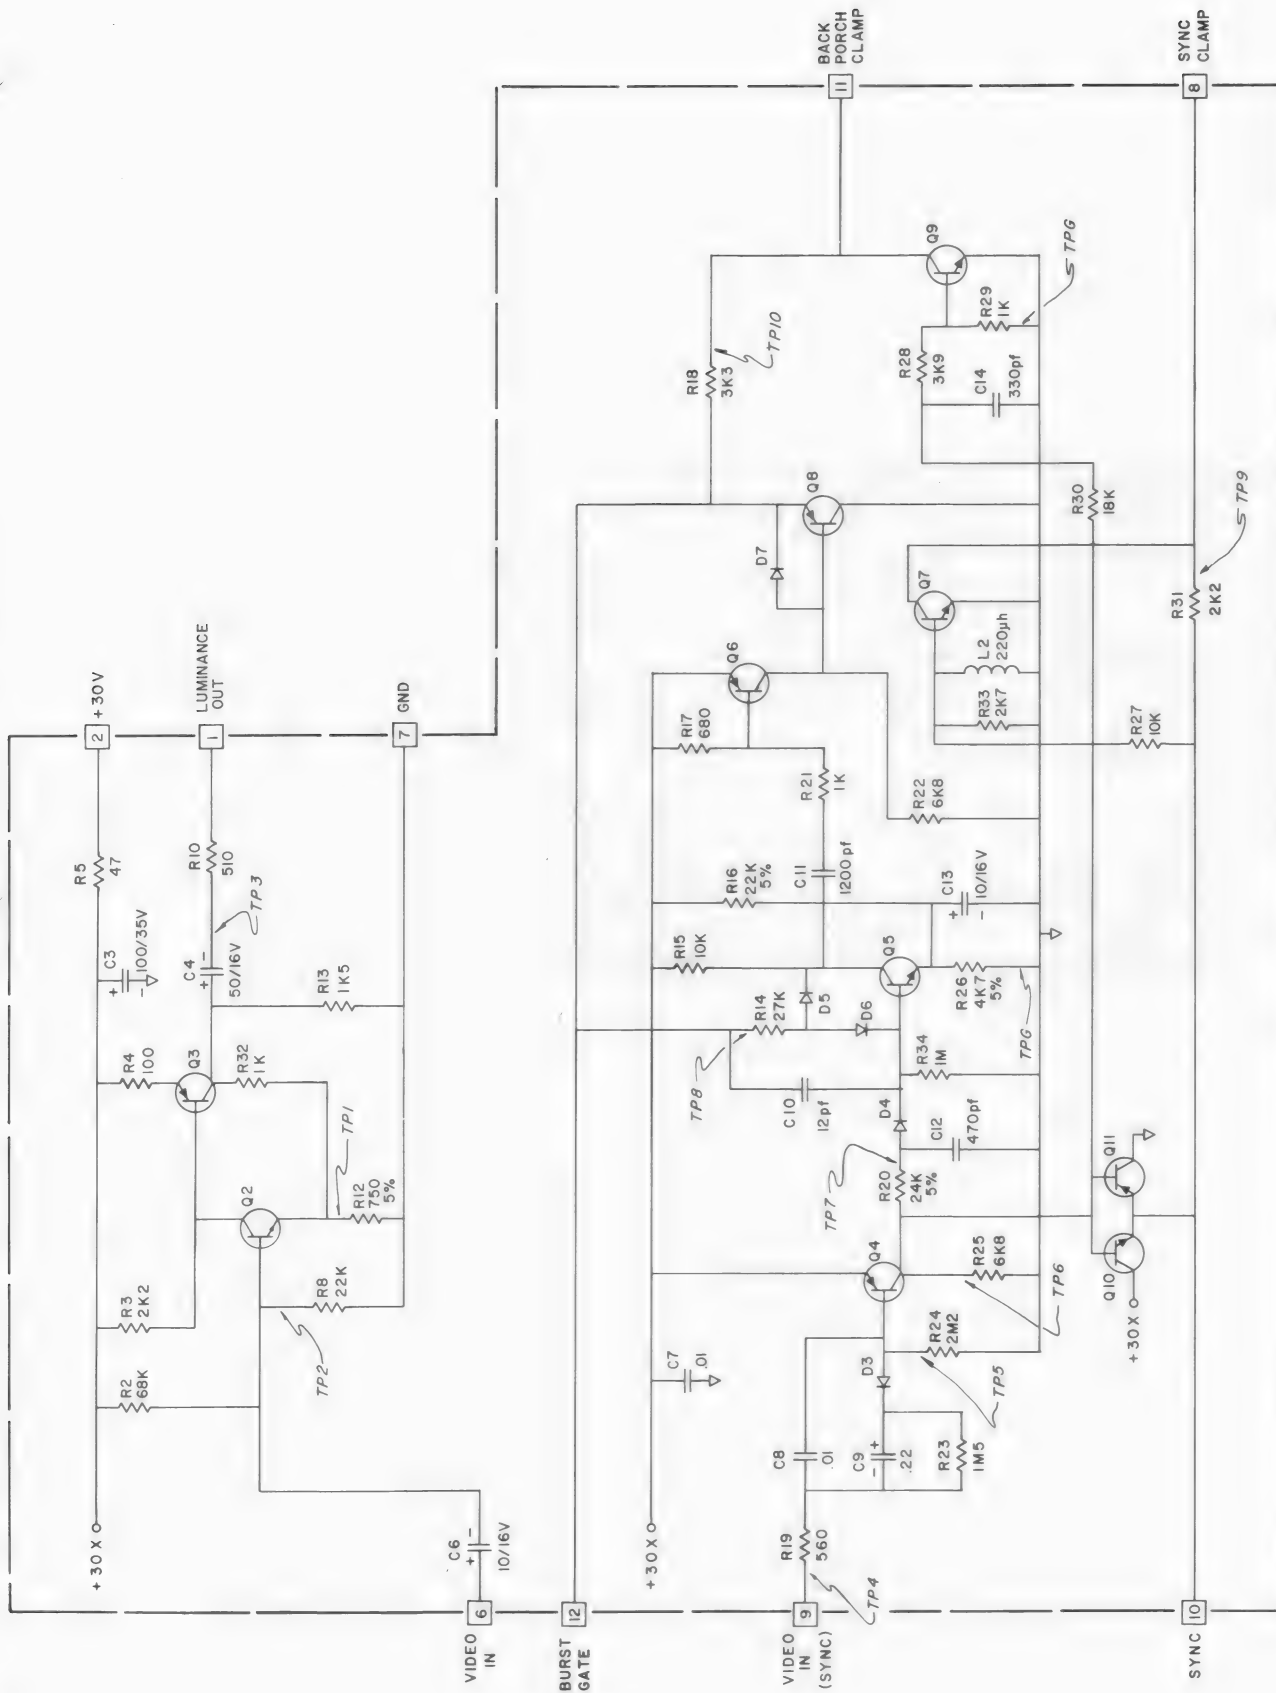 2
+30V
R5
47
C3
+
-
100/35V
R4
100
R3
2K2
R2
68K
+30X
1
LUMINANCE
OUT
R10
510
TP3
C4
+
-
50/16V
R13
1K5
Q3
R32
1K
TP1
Q2
R12
750
5%
R8
22K
TP2
7
GND
C6
+
-
10/16V
6
VIDEO
IN
12
BURST
GATE
11
BACK
PORCH
CLAMP
R18
3K3
TP10
Q9
R29
1K
TPG
R28
3K9
C14
330pf
D7
Q8
Q6
R17
680
R21
1K
R22
6K8
Q7
L2
220µh
R33
2K7
R27
10K
R30
18K
R31
2K2
TP9
8
SYNC
CLAMP
R16
22K
5%
C11
1200pf
C13
+
-
10/16V
R15
10K
R14
27K
D5
D6
Q5
R26
4K7
5%
TPG
TP8
C10
12pf
R34
1M
D4
C12
470pf
TP7
R20
24K
5%
Q4
R25
6K8
TP6
R24
2M2
TP5
D3
C7
.01
+30X
C8
.01
C9
-
+
.22
R23
1M5
R19
560
TP4
9
VIDEO
IN
(SYNC)
Q11
Q10
+30X
SYNC
10